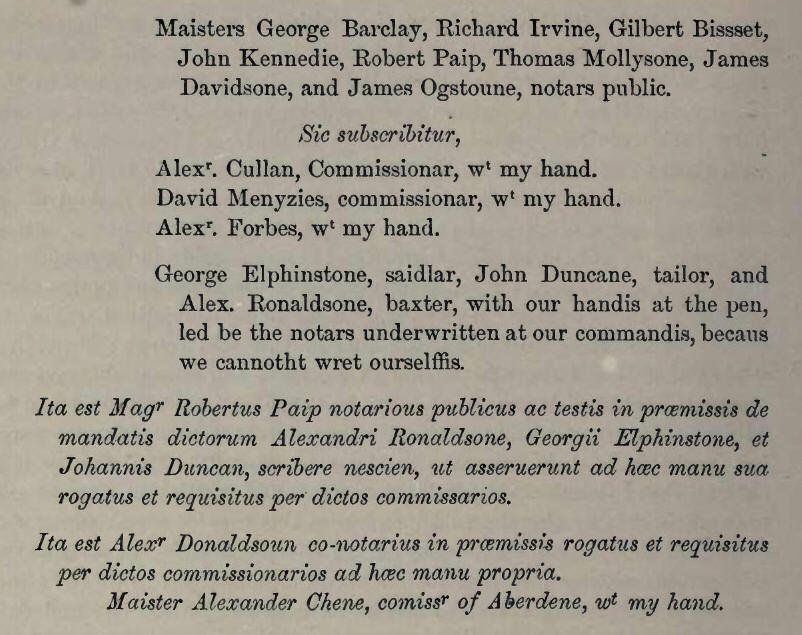 Maisters George Barclay, Richard Irvine, Gilbert Bissset,
John Kennedie, Robert Paip, Thomas Mollysone, James
Davidsone, and James Ogstoune, notars public.
Sic subscribitur,
Alexʳ. Cullan, Commissionar, wᵗ my hand.
David Menyzies, commissionar, wᵗ my hand.
Alexʳ. Forbes, wᵗ my hand.
George Elphinstone, saidlar, John Duncane, tailor, and
Alex. Ronaldsone, baxter, with our handis at the pen,
led be the notars underwritten at our commandis, becaus
we cannotht wret ourselffis.
Ita est Magʳ Robertus Paip notarious publicus ac testis in præmissis de
mandatis dictorum Alexandri Ronaldsone, Georgii Elphinstone, et
Johannis Duncan, scribere nescien, ut asseruerunt ad hæc manu sua
rogatus et requisitus per dictos commissarios.
Ita est Alexʳ Donaldsoun co-notarius in præmissis rogatus et requisitus
per dictos commissionarios ad hæc manu propria.
Maister Alexander Chene, comissʳ of Aberdene, wᵗ my hand.